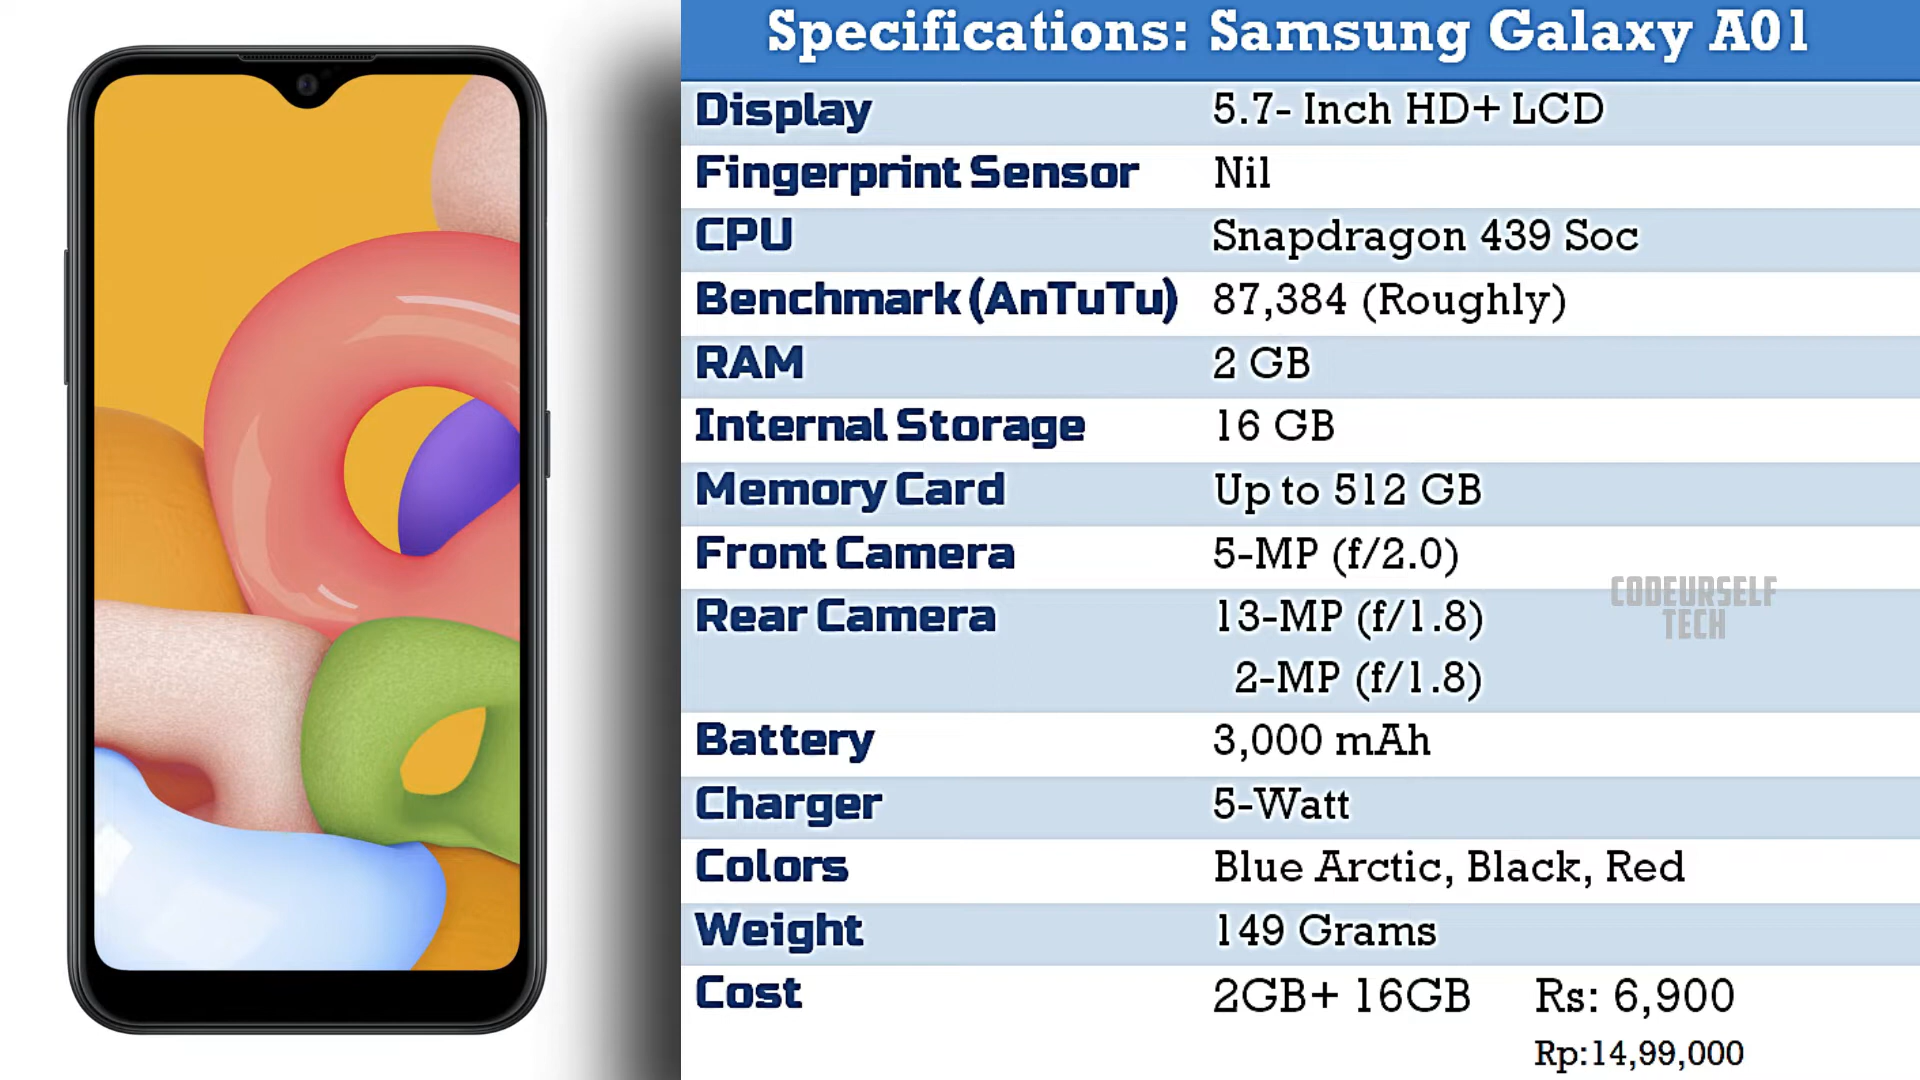 Specifications: Samsung Galaxy A01
Display 5.7- Inch HD+ LCD
Fingerprint Sensor Nil
CPU Snapdragon 439 Soc
Benchmark (AnTuTu) 87,384 (Roughly)
RAM 2 GB
Internal Storage 16 GB
Memory Card Up to 512 GB
Front Camera 5-MP (f/2.0)
Rear Camera 13-MP (f/1.8)
2-MP (f/1.8)
CODEURSELF
TECH
Battery 3,000 mAh
Charger 5-Watt
Colors Blue Arctic, Black, Red
Weight 149 Grams
Cost 2GB+ 16GB Rs: 6,900
Rp:14,99,000